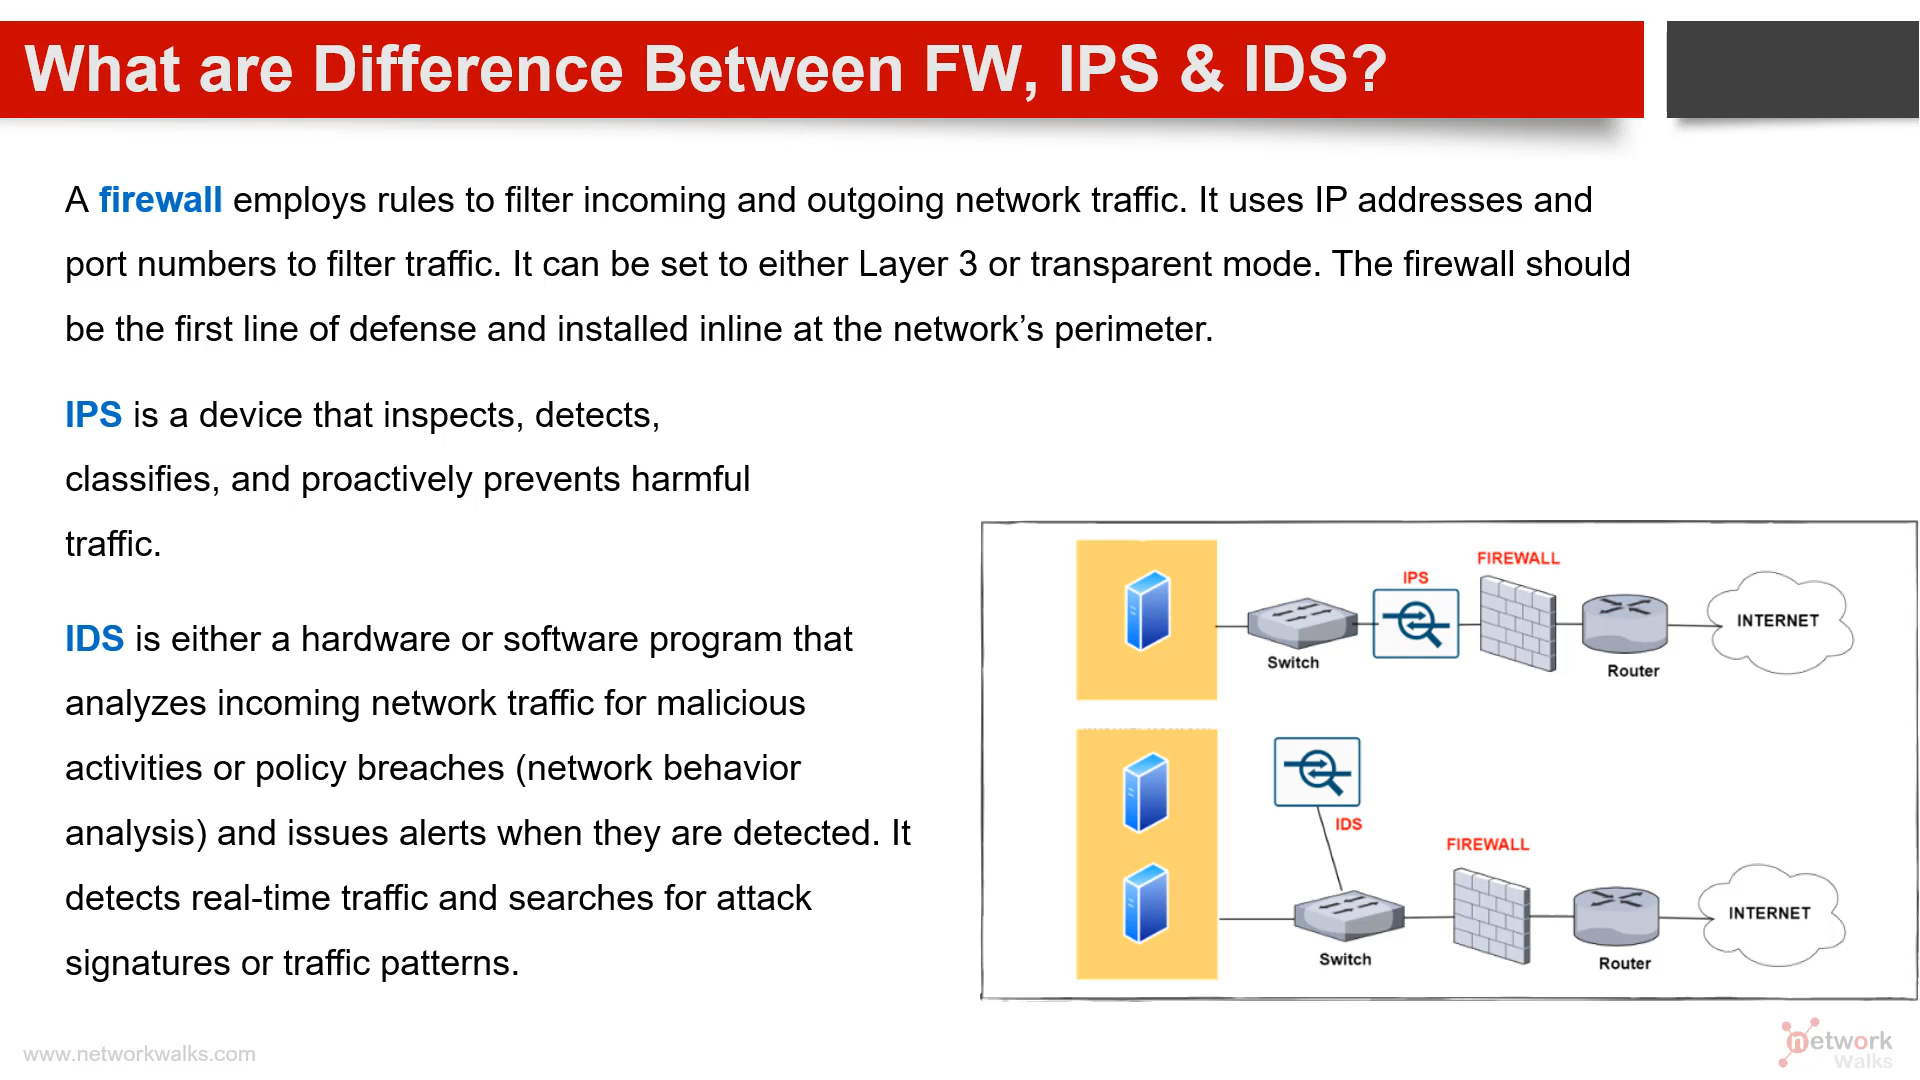 What are Difference Between FW, IPS & IDS?
A firewall employs rules to filter incoming and outgoing network traffic. It uses IP addresses and
port numbers to filter traffic. It can be set to either Layer 3 or transparent mode. The firewall should
be the first line of defense and installed inline at the network’s perimeter.
IPS is a device that inspects, detects,
classifies, and proactively prevents harmful
traffic.
IDS is either a hardware or software program that
analyzes incoming network traffic for malicious
activities or policy breaches (network behavior
analysis) and issues alerts when they are detected. It
detects real-time traffic and searches for attack
signatures or traffic patterns.
FIREWALL
IPS
INTERNET
Switch
Router
IDS
FIREWALL
INTERNET
Switch
Router
www.networkwalks.com
network
Walks